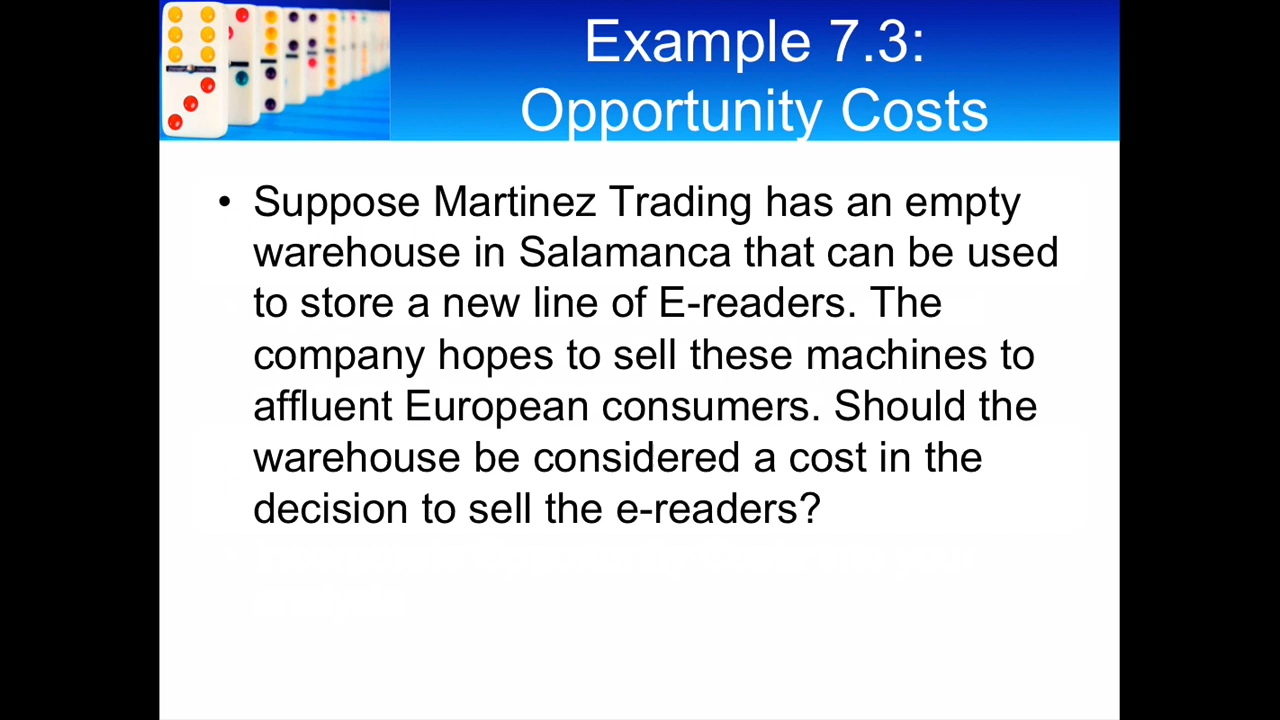 Example 7.3:
Opportunity Costs
• Suppose Martinez Trading has an empty
warehouse in Salamanca that can be used
to store a new line of E-readers. The
company hopes to sell these machines to
affluent European consumers. Should the
warehouse be considered a cost in the
decision to sell the e-readers?